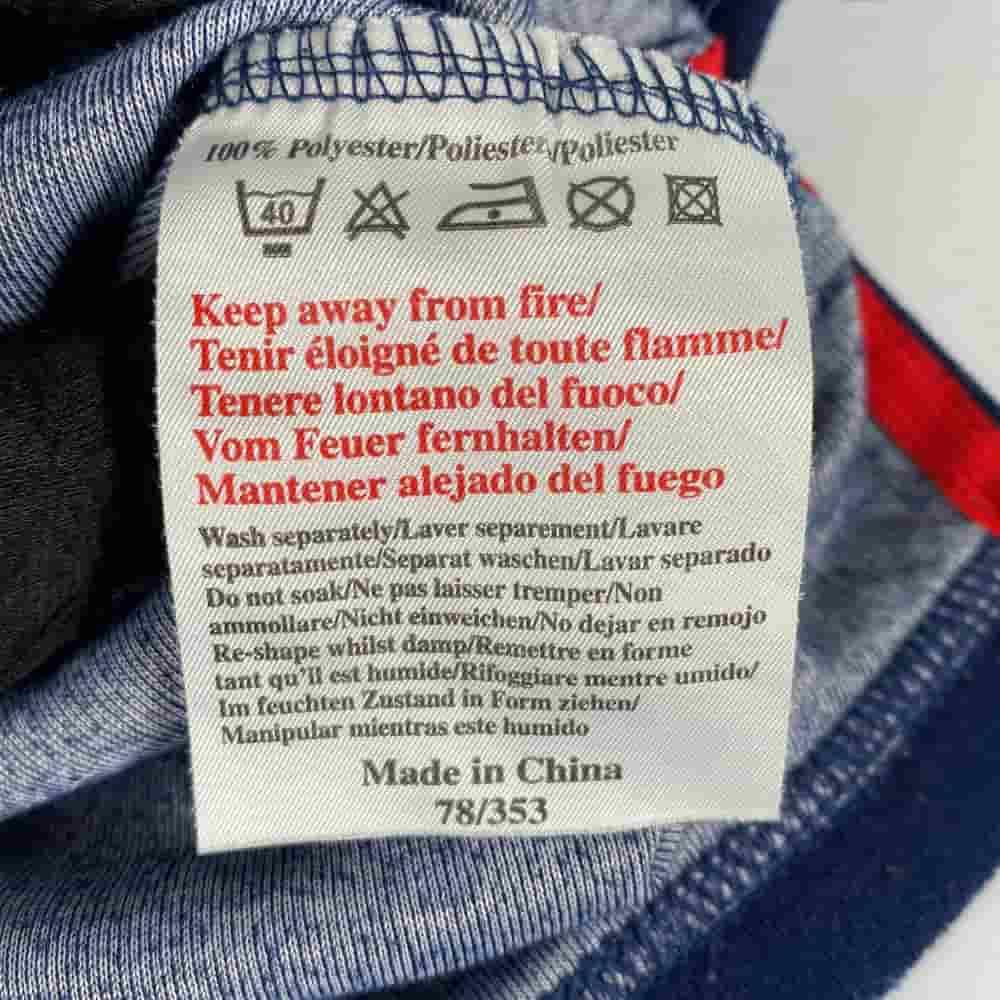 100% Polyester/Poliester/Poliester
40
Keep away from fire/
Tenir éloigné de toute flamme/
Tenere lontano del fuoco/
Vom Feuer fernhalten/
Mantener alejado del fuego
Wash separately/Laver separement/Lavare
separatamente/Separat waschen/Lavar separado
Do not soak/Ne pas laisser tremper/Non
ammollare/Nicht einweichen/No dejar en remojo
Re-shape whilst damp/Remettre en forme
tant qu'il est humide/Rifoggiare mentre umido/
Im feuchten Zustand in Form ziehen/
Manipular mientras este humido
Made in China
78/353